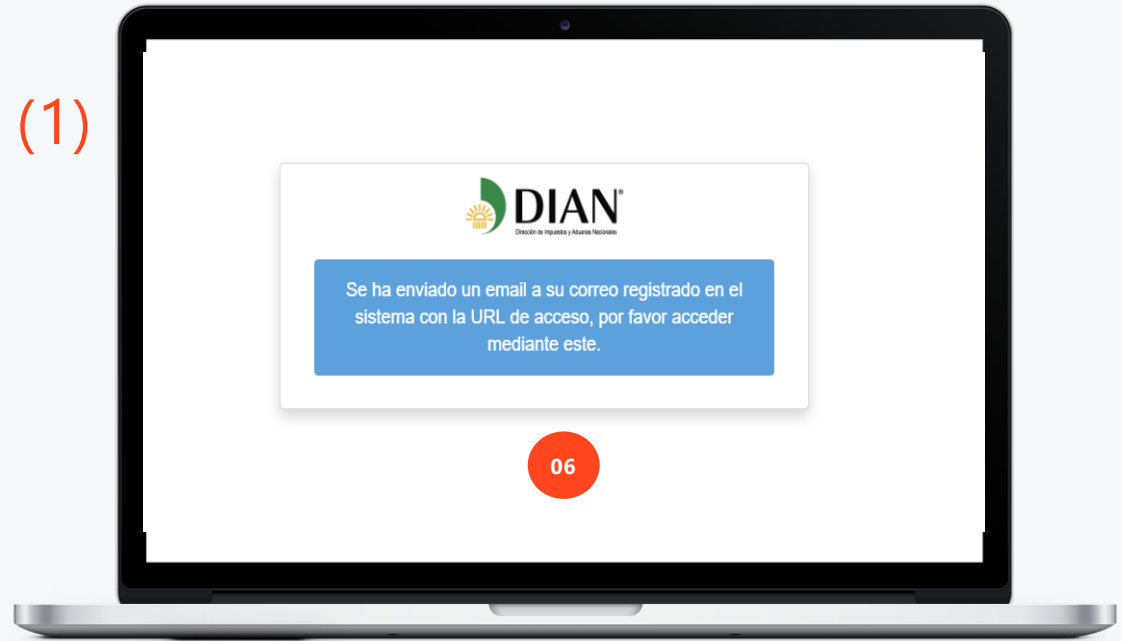 (1)
DIAN®
Dirección de Impuestos y Aduanas Nacionales
Se ha enviado un email a su correo registrado en el
sistema con la URL de acceso, por favor acceder
mediante este.
06